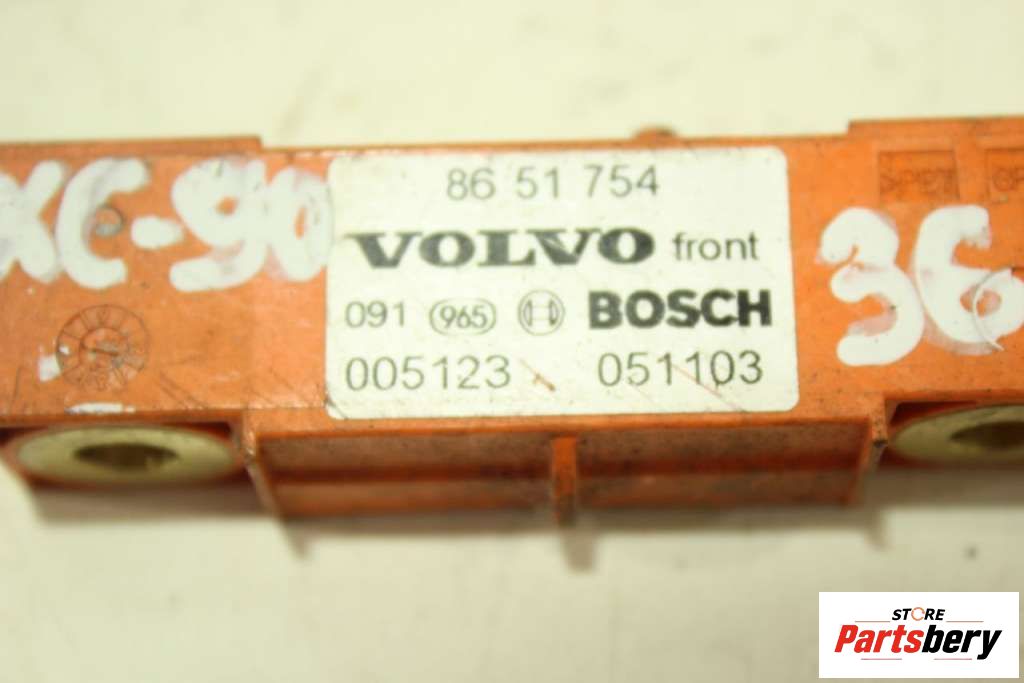 XC-90
86 51 754
VOLVO front
091 965 BOSCH
005123 051103
36
STORE
Partsbery